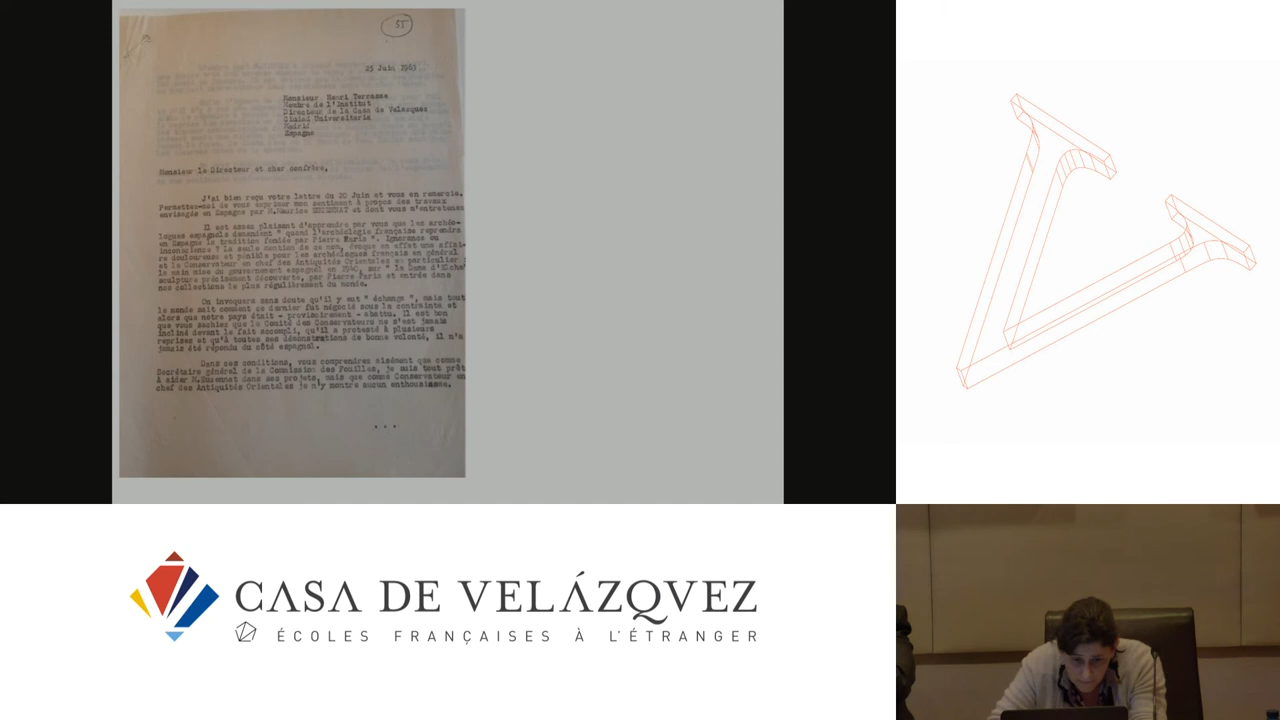 55
23 Juin 1961
Monsieur Henri Terrasse
Membre de l'Institut
Directeur de la Casa de Velazquez
Ciudad Universitaria
Madrid
Espagne
Monsieur le Directeur et cher confrère,
J'ai bien reçu votre lettre du 20 Juin et vous en remercie.
Permettez-moi de vous exprimer mon sentiment à propos des travaux
envisagés en Espagne par M.Maurice EUZENNAT et dont vous m'entretenez
Il est assez plaisant d'apprendre par vous que les archéo-
logues espagnols demandent " quand l'archéologie française reprendra
en Espagne la tradition fondée par Pierre Paris ". Ignorance ou
inconscience ? La seule mention de ce nom, évoque en effet une affai-
re douloureuse et pénible pour les archéologues français en général
et le Conservateur en chef des Antiquités Orientales en particulier :
la main mise du gouvernement espagnol en 1940, sur " la Dame d'Elche"
sculpture précisément découverte, par Pierre Paris et entrée dans
nos collections le plus régulièrement du monde.
On invoquera sans doute qu'il y eut " échange ", mais tout
le monde sait comment ce dernier fut négocié sous la contrainte et
alors que notre pays était - provisoirement - abattu. Il est bon
que vous sachiez que le Comité des Conservateurs ne s'est jamais
incliné devant le fait accompli, qu'il a protesté à plusieurs
reprises et qu'à toutes ses démonstrations de bonne volonté, il n'a
jamais été répondu du côté espagnol.
Dans ces conditions, vous comprendrez aisément que comme
Secrétaire général de la Commission des Fouilles, je suis tout prêt
à aider M.Euzennat dans ses projets, mais que comme Conservateur en
chef des Antiquités Orientales je n'y montre aucun enthousiasme.
...
CASA DE VELÁZQVEZ
ÉCOLES FRANÇAISES À L'ÉTRANGER